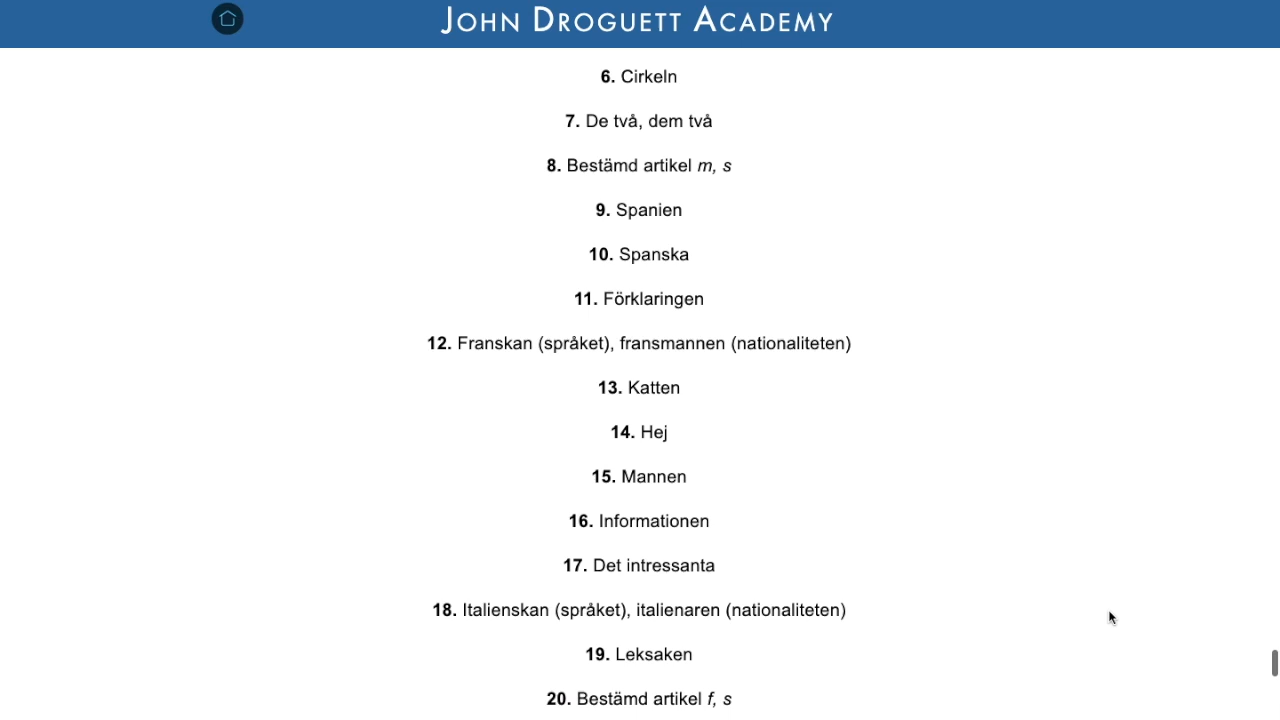 JOHN DROGUETT ACADEMY
6. Cirkeln
7. De två, dem två
8. Bestämd artikel m, s
9. Spanien
10. Spanska
11. Förklaringen
12. Franskan (språket), fransmannen (nationaliteten)
13. Katten
14. Hej
15. Mannen
16. Informationen
17. Det intressanta
18. Italienskan (språket), italienaren (nationaliteten)
19. Leksaken
20. Bestämd artikel f, s